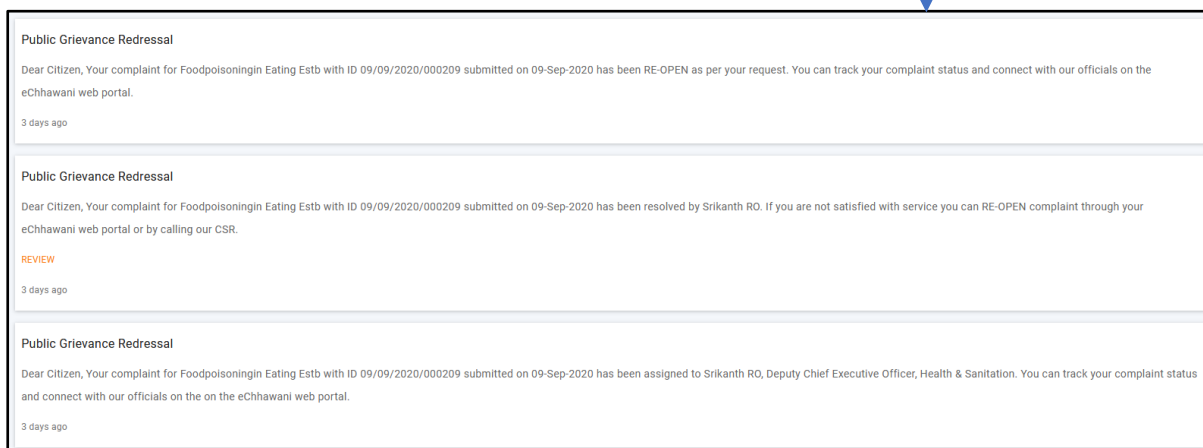 Public Grievance Redressal
Dear Citizen, Your complaint for Foodpoisoningin Eating Estb with ID 09/09/2020/000209 submitted on 09-Sep-2020 has been RE-OPEN as per your request. You can track your complaint status and connect with our officials on the
eChhawani web portal.
3 days ago
Public Grievance Redressal
Dear Citizen, Your complaint for Foodpoisoningin Eating Estb with ID 09/09/2020/000209 submitted on 09-Sep-2020 has been resolved by Srikanth RO. If you are not satisfied with service you can RE-OPEN complaint through your
eChhawani web portal or by calling our CSR.
REVIEW
3 days ago
Public Grievance Redressal
Dear Citizen, Your complaint for Foodpoisoningin Eating Estb with ID 09/09/2020/000209 submitted on 09-Sep-2020 has been assigned to Srikanth RO, Deputy Chief Executive Officer, Health & Sanitation. You can track your complaint status
and connect with our officials on the on the eChhawani web portal.
3 days ago